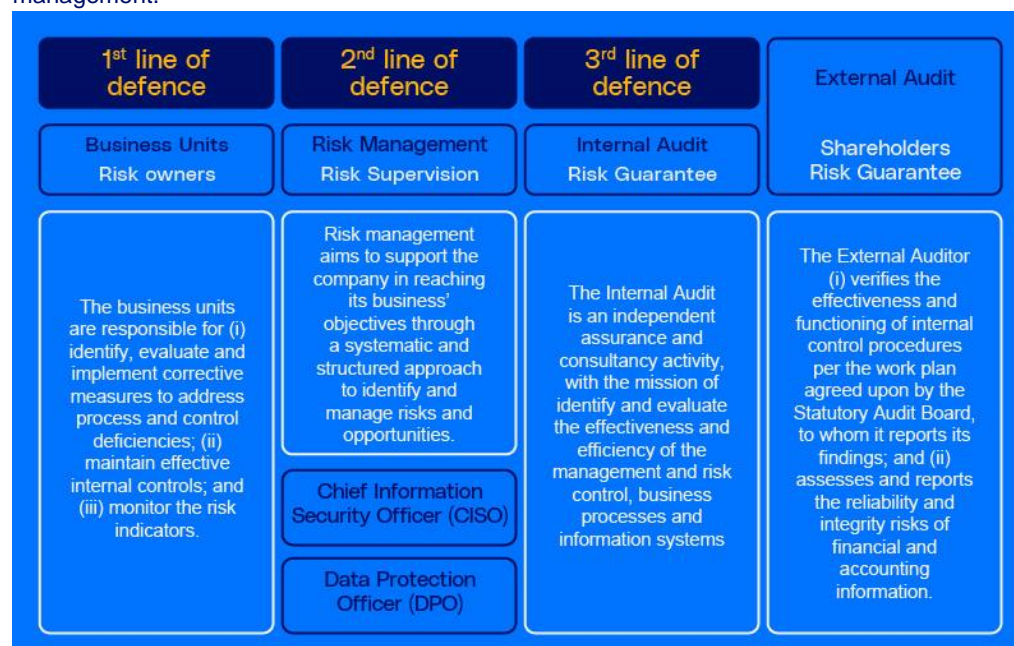 management.
1st line of
defence
2nd line of
defence
3rd line of
defence
External Audit
Shareholders
Risk Guarantee
Business Units
Risk owners
Risk Management
Risk Supervision
Internal Audit
Risk Guarantee
The business units
are responsible for (i)
identify, evaluate and
implement corrective
measures to address
process and control
deficiencies; (ii)
maintain effective
internal controls; and
(iii) monitor the risk
indicators.
Risk management
aims to support the
company in reaching
its business’
objectives through
a systematic and
structured approach
to identify and
manage risks and
opportunities.
Chief Information
Security Officer (CISO)
Data Protection
Officer (DPO)
The Internal Audit
is an independent
assurance and
consultancy activity,
with the mission of
identify and evaluate
the effectiveness and
efficiency of the
management and risk
control, business
processes and
information systems
The External Auditor
(i) verifies the
effectiveness and
functioning of internal
control procedures
per the work plan
agreed upon by the
Statutory Audit Board,
to whom it reports its
findings; and (ii)
assesses and reports
the reliability and
integrity risks of
financial and
accounting
information.